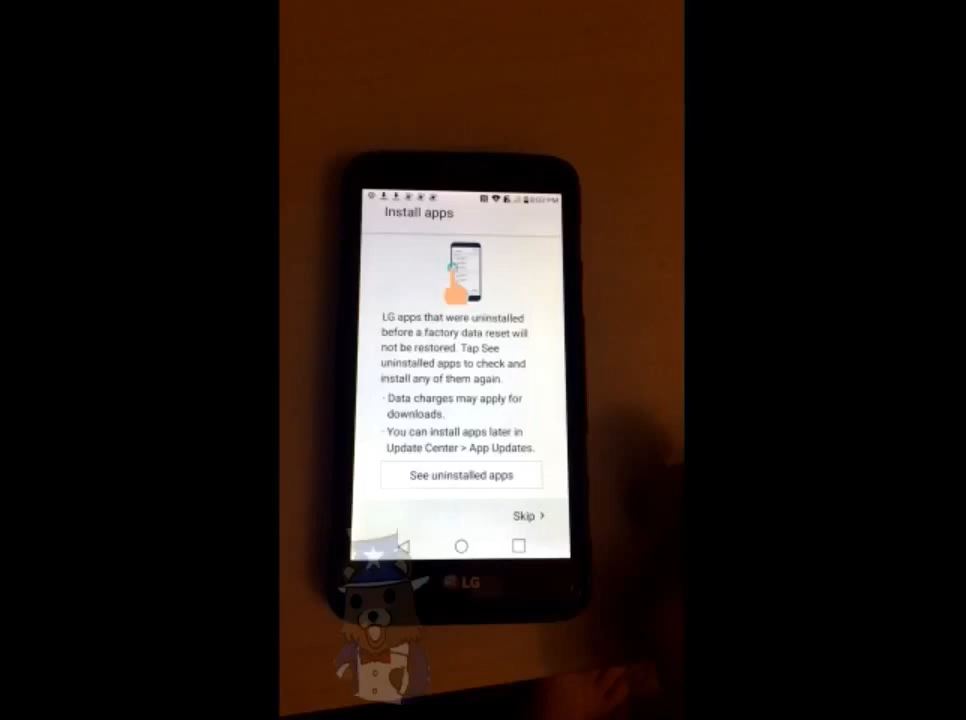 Install apps
LG apps that were uninstalled
before a factory data reset will
not be restored. Tap See
uninstalled apps to check and
install any of them again.
· Data charges may apply for
downloads.
· You can install apps later in
Update Center > App Updates.
See uninstalled apps
Skip >
LG